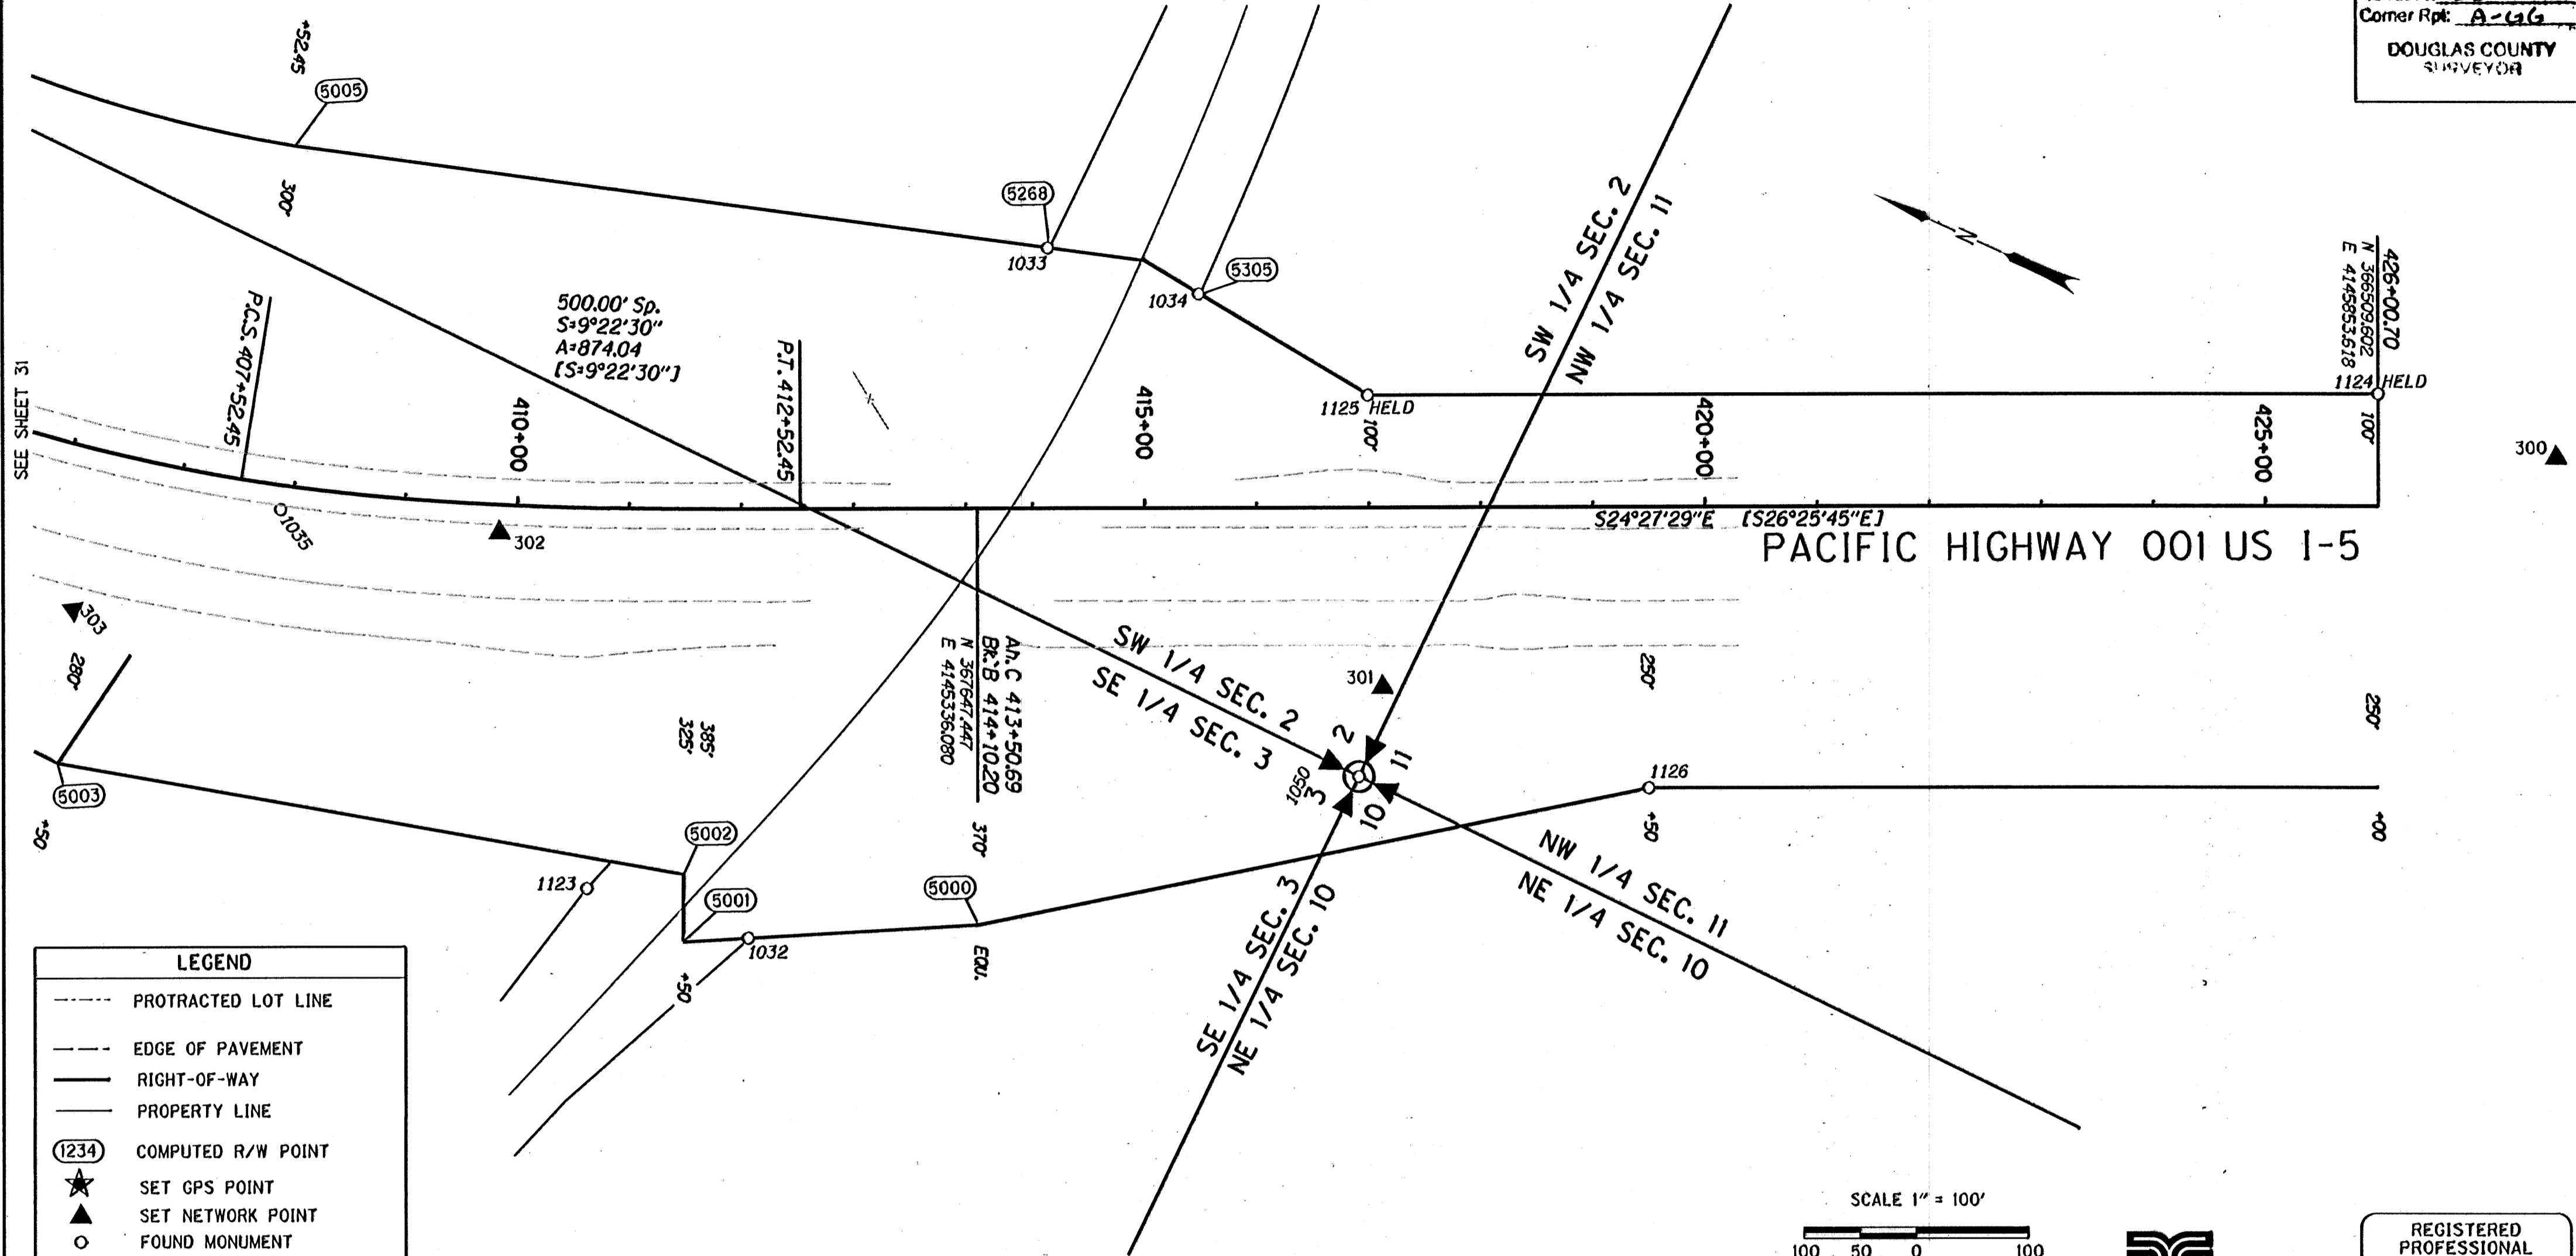 Corner Rpt: A-GG
DOUGLAS COUNTY
SURVEYOR
+52.45
5005
300'
5268
1033
5305
1034
SW 1/4 SEC. 2
NW 1/4 SEC. 11
N
426+00.70
N 366509.602
E 4145853.618
1124 HELD
100'
300
SEE SHEET 31
P.C.S. 407+52.45
500.00' Sp.
S=9°22'30"
A=874.04
[S=9°22'30"]
410+00
P.T. 412+52.45
415+00
1125 HELD
100'
420+00
425+00
1035
302
S24°27'29"E [S26°25'45"E]
PACIFIC HIGHWAY 001 US I-5
303
280'
5003
+50
385'
325'
5002
1123
5001
1032
+50
Ah.C 413+50.69
Bk.B 414+10.20
N 367647.447
E 4145336.080
370'
5000
EQU.
SW 1/4 SEC. 2
SE 1/4 SEC. 3
301
2
11
1050
3
10
250'
1126
+50
250'
+00
NW 1/4 SEC. 11
NE 1/4 SEC. 10
SE 1/4 SEC. 3
NE 1/4 SEC. 10
LEGEND
PROTRACTED LOT LINE
EDGE OF PAVEMENT
RIGHT-OF-WAY
PROPERTY LINE
1234 COMPUTED R/W POINT
SET GPS POINT
SET NETWORK POINT
FOUND MONUMENT
SCALE 1" = 100'
100 50 0 100
REGISTERED
PROFESSIONAL